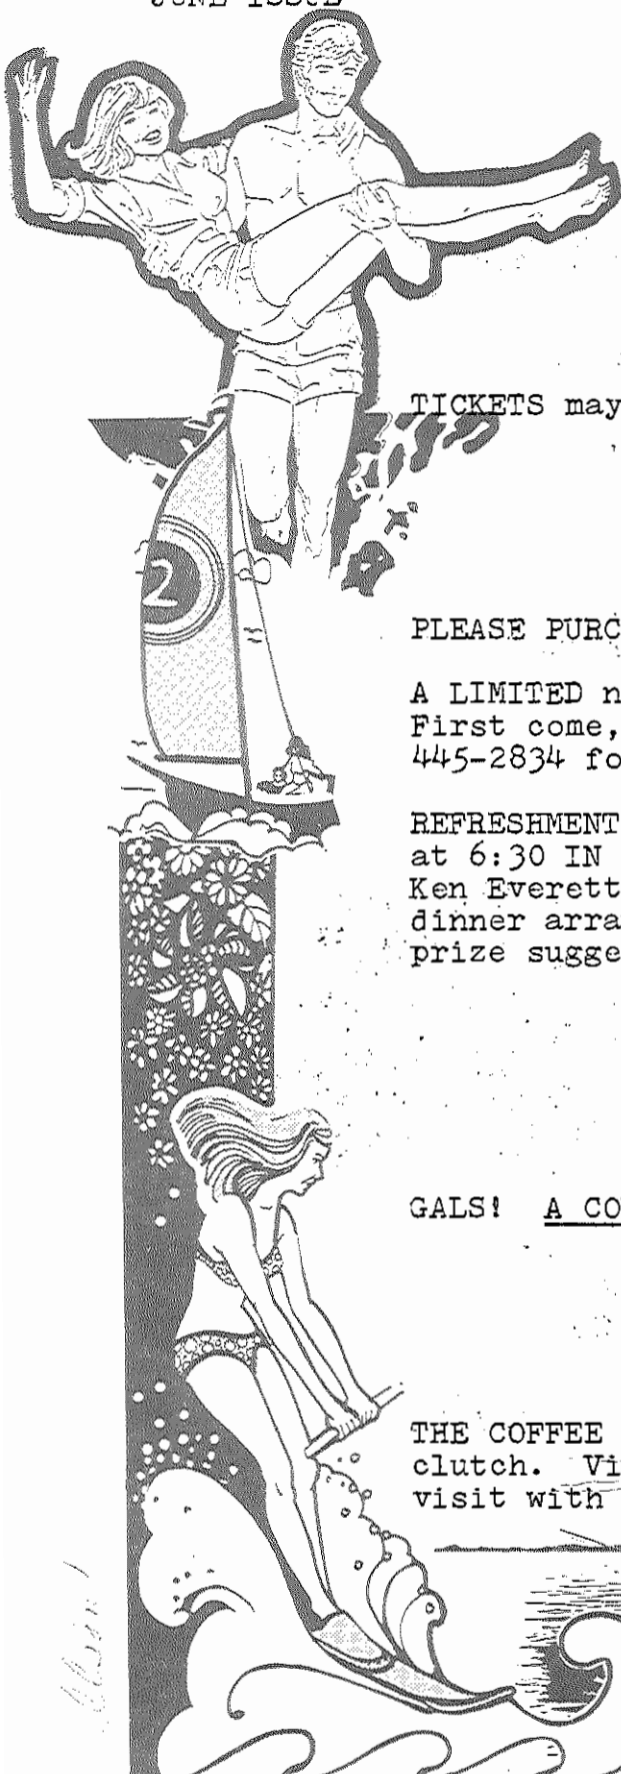 JUNE ISSUE
TICKETS may
2
PLEASE PURC
A LIMITED n
First come,
445-2834 fo
REFRESHMENT
at 6:30 IN
Ken Everett
dinner arra
prize sugge
GALS! A CO
THE COFFEE
clutch. Vi
visit with